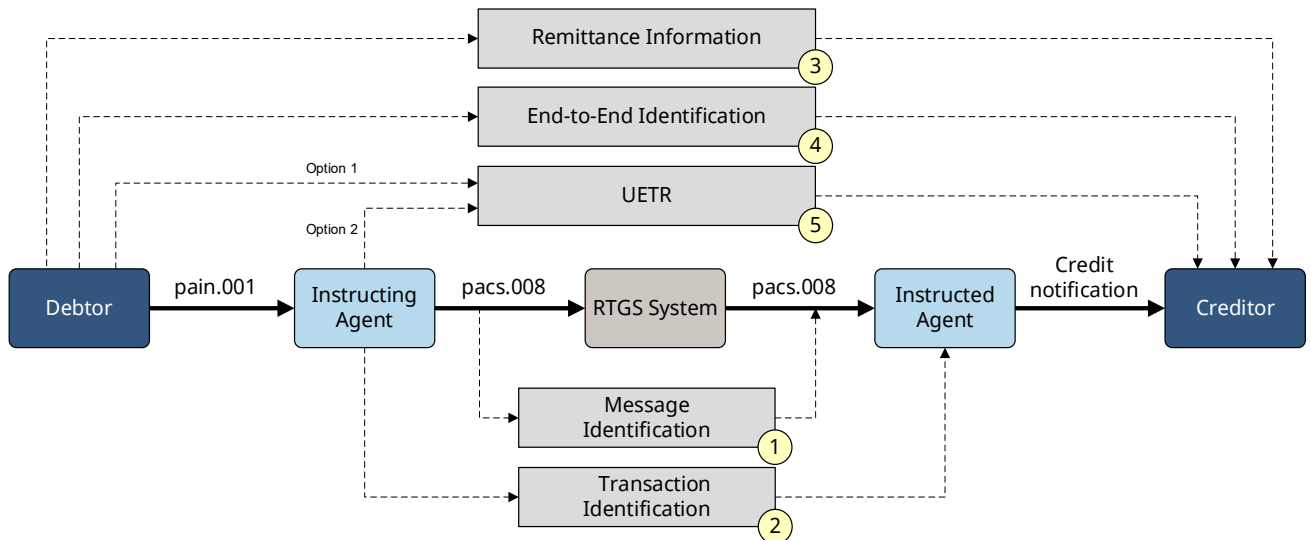 Remittance Information
3
End-to-End Identification
4
Option 1
UETR
5
Option 2
Debtor
pain.001
Instructing
Agent
pacs.008
RTGS System
pacs.008
Instructed
Agent
Credit
notification
Creditor
Message
Identification
1
Transaction
Identification
2